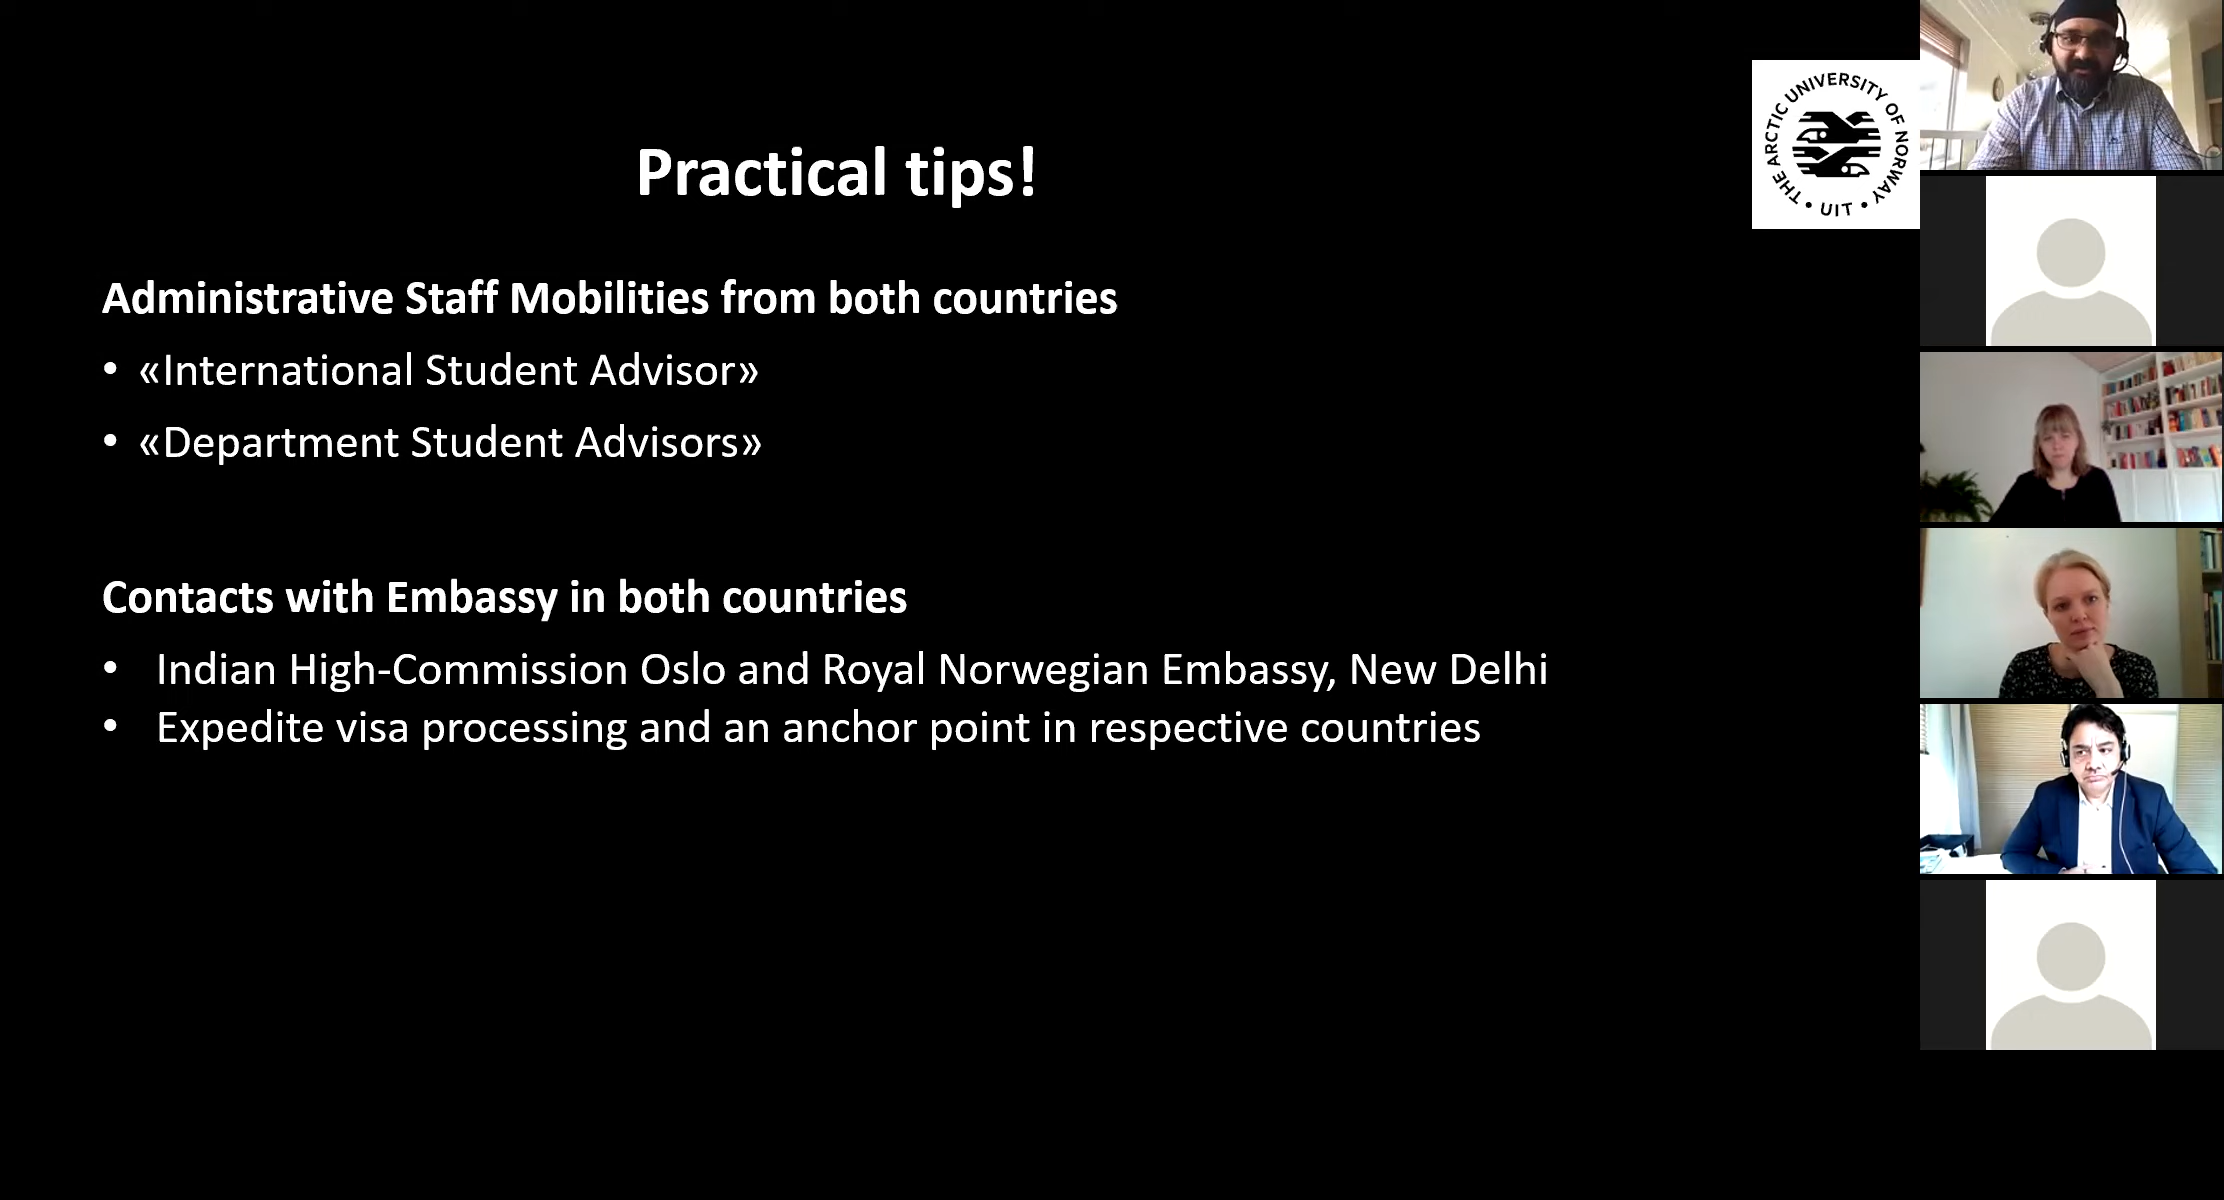 Practical tips!
THE ARCTIC UNIVERSITY OF NORWAY
• UIT •
Administrative Staff Mobilities from both countries
• «International Student Advisor»
• «Department Student Advisors»
Contacts with Embassy in both countries
• Indian High-Commission Oslo and Royal Norwegian Embassy, New Delhi
• Expedite visa processing and an anchor point in respective countries